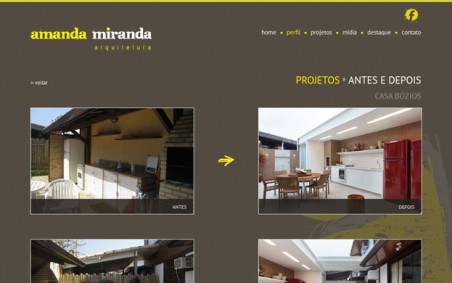 amanda miranda
arquitetura
home • perfil • projetos • mídia • destaque • contato
« voltar
PROJETOS » ANTES E DEPOIS
CASA BÚZIOS
ANTES
DEPOIS